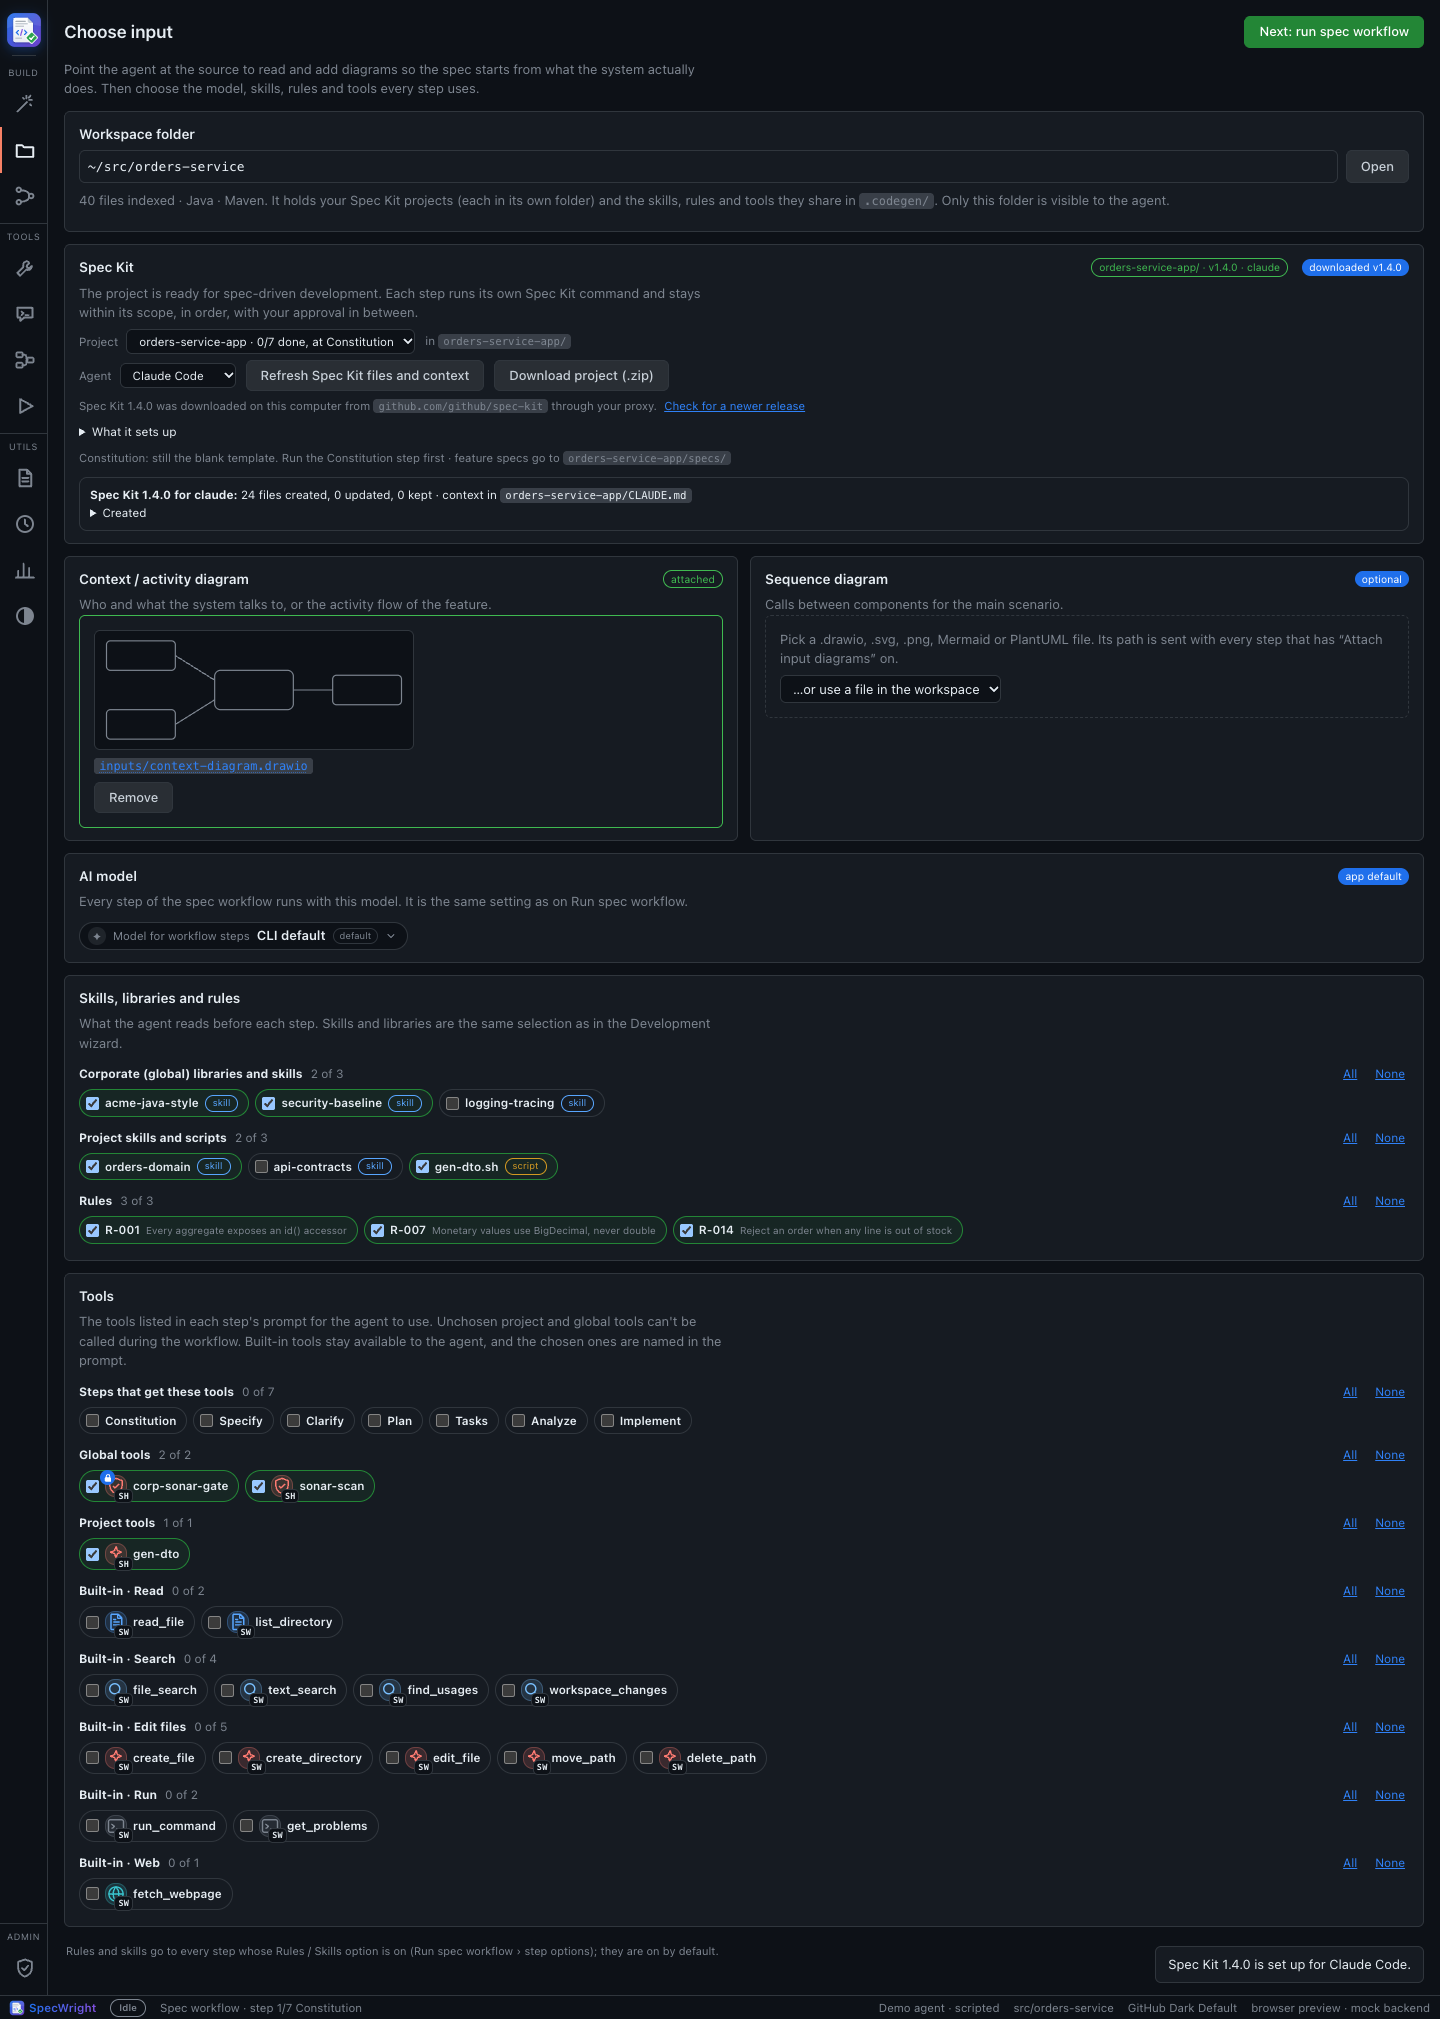 Choose input
Next: run spec workflow
Point the agent at the source to read and add diagrams so the spec starts from what the system actually
does. Then choose the model, skills, rules and tools every step uses.
BUILD
TOOLS
UTILS
ADMIN
Workspace folder
~/src/orders-service
Open
40 files indexed · Java · Maven. It holds your Spec Kit projects (each in its own folder) and the skills, rules and tools they share in .codegen/. Only this folder is visible to the agent.
Spec Kit
orders-service-app/ · v1.4.0 · claude
downloaded v1.4.0
The project is ready for spec-driven development. Each step runs its own Spec Kit command and stays
within its scope, in order, with your approval in between.
Project orders-service-app · 0/7 done, at Constitution in orders-service-app/
Agent Claude Code Refresh Spec Kit files and context Download project (.zip)
Spec Kit 1.4.0 was downloaded on this computer from github.com/github/spec-kit through your proxy. Check for a newer release
What it sets up
Constitution: still the blank template. Run the Constitution step first · feature specs go to orders-service-app/specs/
Spec Kit 1.4.0 for claude: 24 files created, 0 updated, 0 kept · context in orders-service-app/CLAUDE.md
Created
Context / activity diagram
attached
Who and what the system talks to, or the activity flow of the feature.
inputs/context-diagram.drawio
Remove
Sequence diagram
optional
Calls between components for the main scenario.
Pick a .drawio, .svg, .png, Mermaid or PlantUML file. Its path is sent with every step that has “Attach
input diagrams” on.
…or use a file in the workspace
AI model
app default
Every step of the spec workflow runs with this model. It is the same setting as on Run spec workflow.
Model for workflow steps CLI default default
Skills, libraries and rules
What the agent reads before each step. Skills and libraries are the same selection as in the Development
wizard.
Corporate (global) libraries and skills 2 of 3 All None
acme-java-style skill security-baseline skill logging-tracing skill
Project skills and scripts 2 of 3 All None
orders-domain skill api-contracts skill gen-dto.sh script
Rules 3 of 3 All None
R-001 Every aggregate exposes an id() accessor R-007 Monetary values use BigDecimal, never double R-014 Reject an order when any line is out of stock
Tools
The tools listed in each step's prompt for the agent to use. Unchosen project and global tools can't be
called during the workflow. Built-in tools stay available to the agent, and the chosen ones are named in the
prompt.
Steps that get these tools 0 of 7 All None
Constitution Specify Clarify Plan Tasks Analyze Implement
Global tools 2 of 2 All None
SH corp-sonar-gate SH sonar-scan
Project tools 1 of 1 All None
SH gen-dto
Built-in · Read 0 of 2 All None
SW read_file SW list_directory
Built-in · Search 0 of 4 All None
SW file_search SW text_search SW find_usages SW workspace_changes
Built-in · Edit files 0 of 5 All None
SW create_file SW create_directory SW edit_file SW move_path SW delete_path
Built-in · Run 0 of 2 All None
SW run_command SW get_problems
Built-in · Web 0 of 1 All None
SW fetch_webpage
Rules and skills go to every step whose Rules / Skills option is on (Run spec workflow › step options); they are on by default.
Spec Kit 1.4.0 is set up for Claude Code.
SpecWright Idle Spec workflow · step 1/7 Constitution Demo agent · scripted src/orders-service GitHub Dark Default browser preview · mock backend